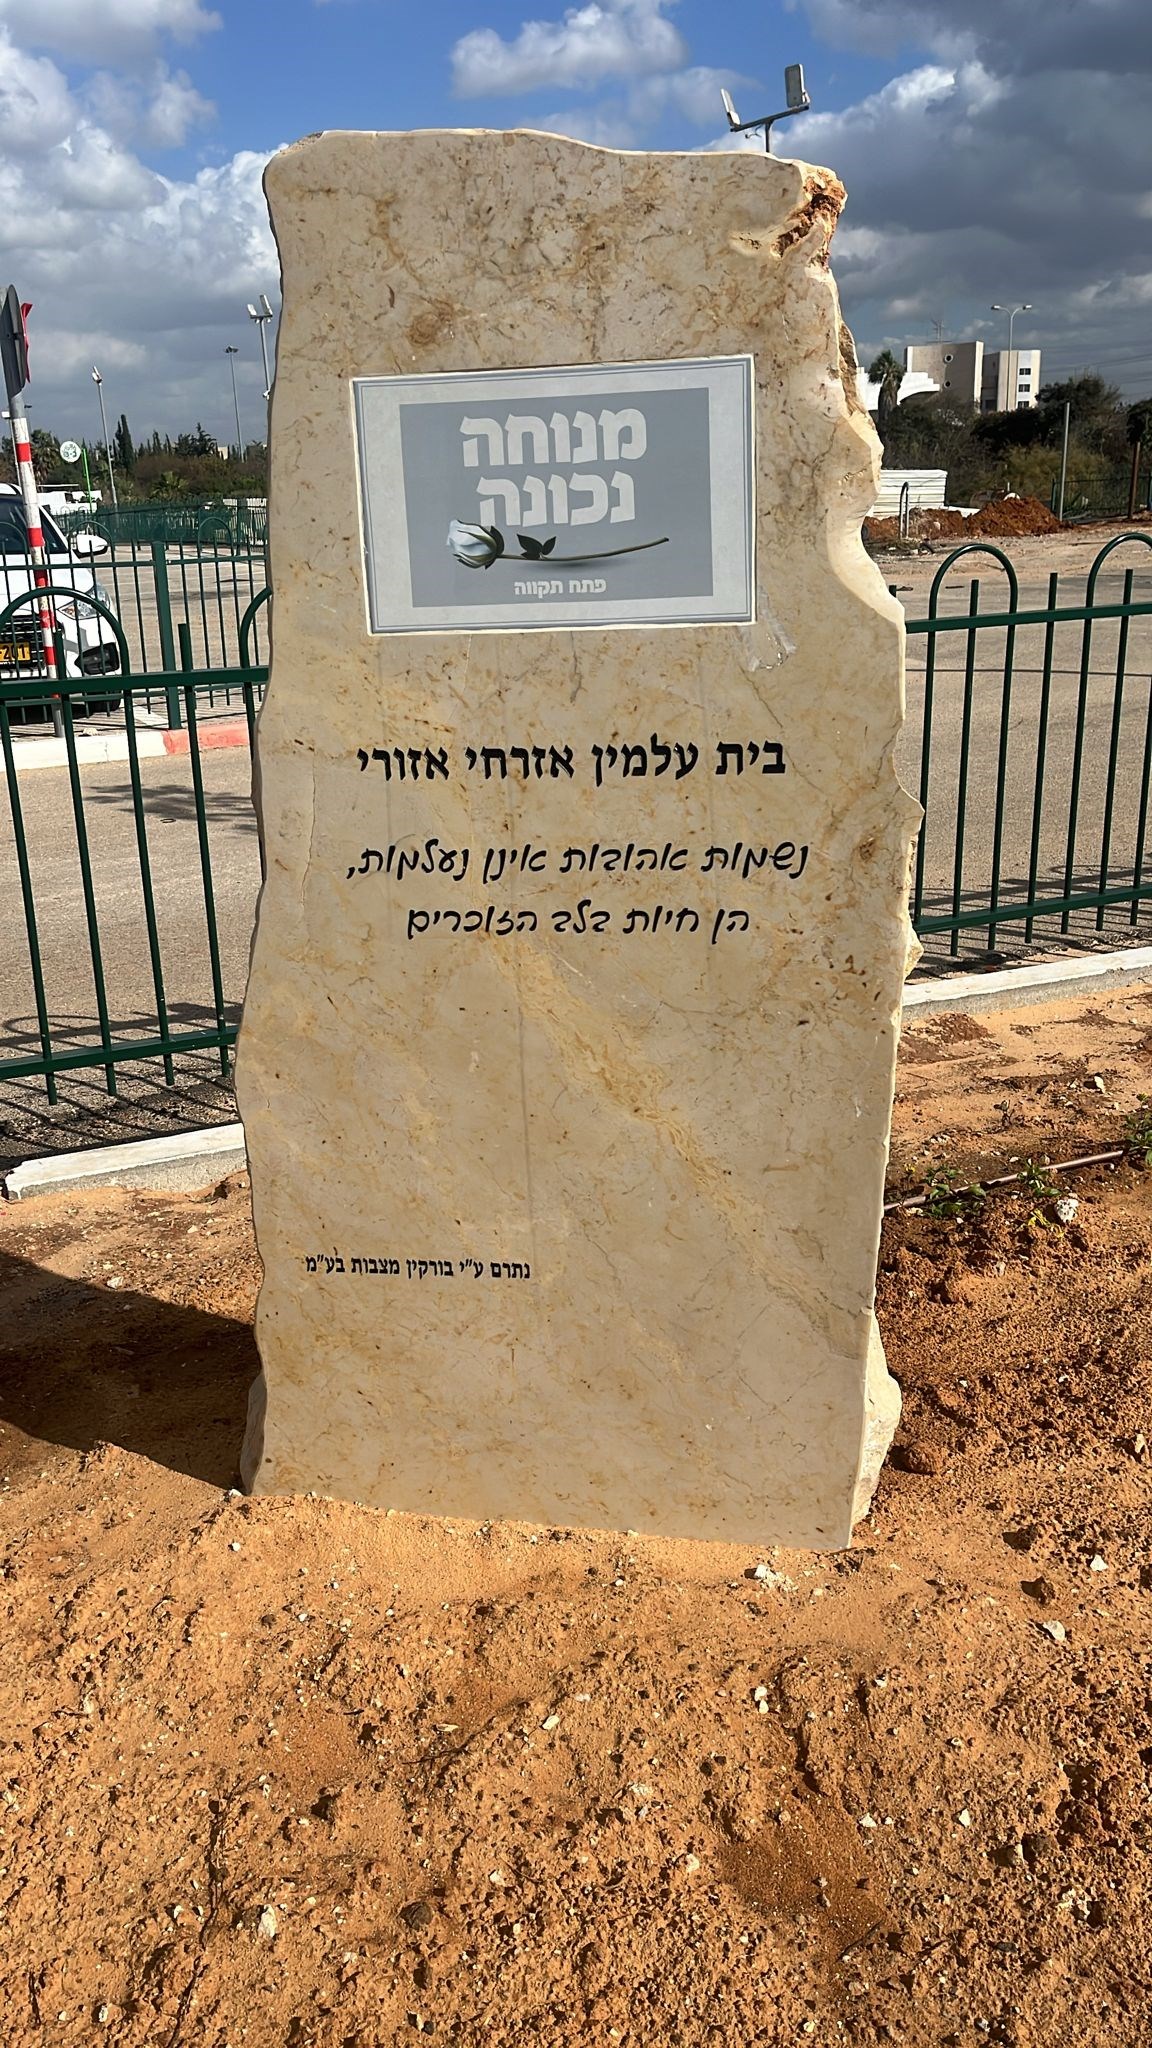 מנוחה
נכונה
פתח תקווה
בית עלמין אזרחי אזורי
נשמות אהובות אינן נעלמות,
הן חיות בלב הזוכרים
נתרם ע"י בורקין מצבות בע"מ